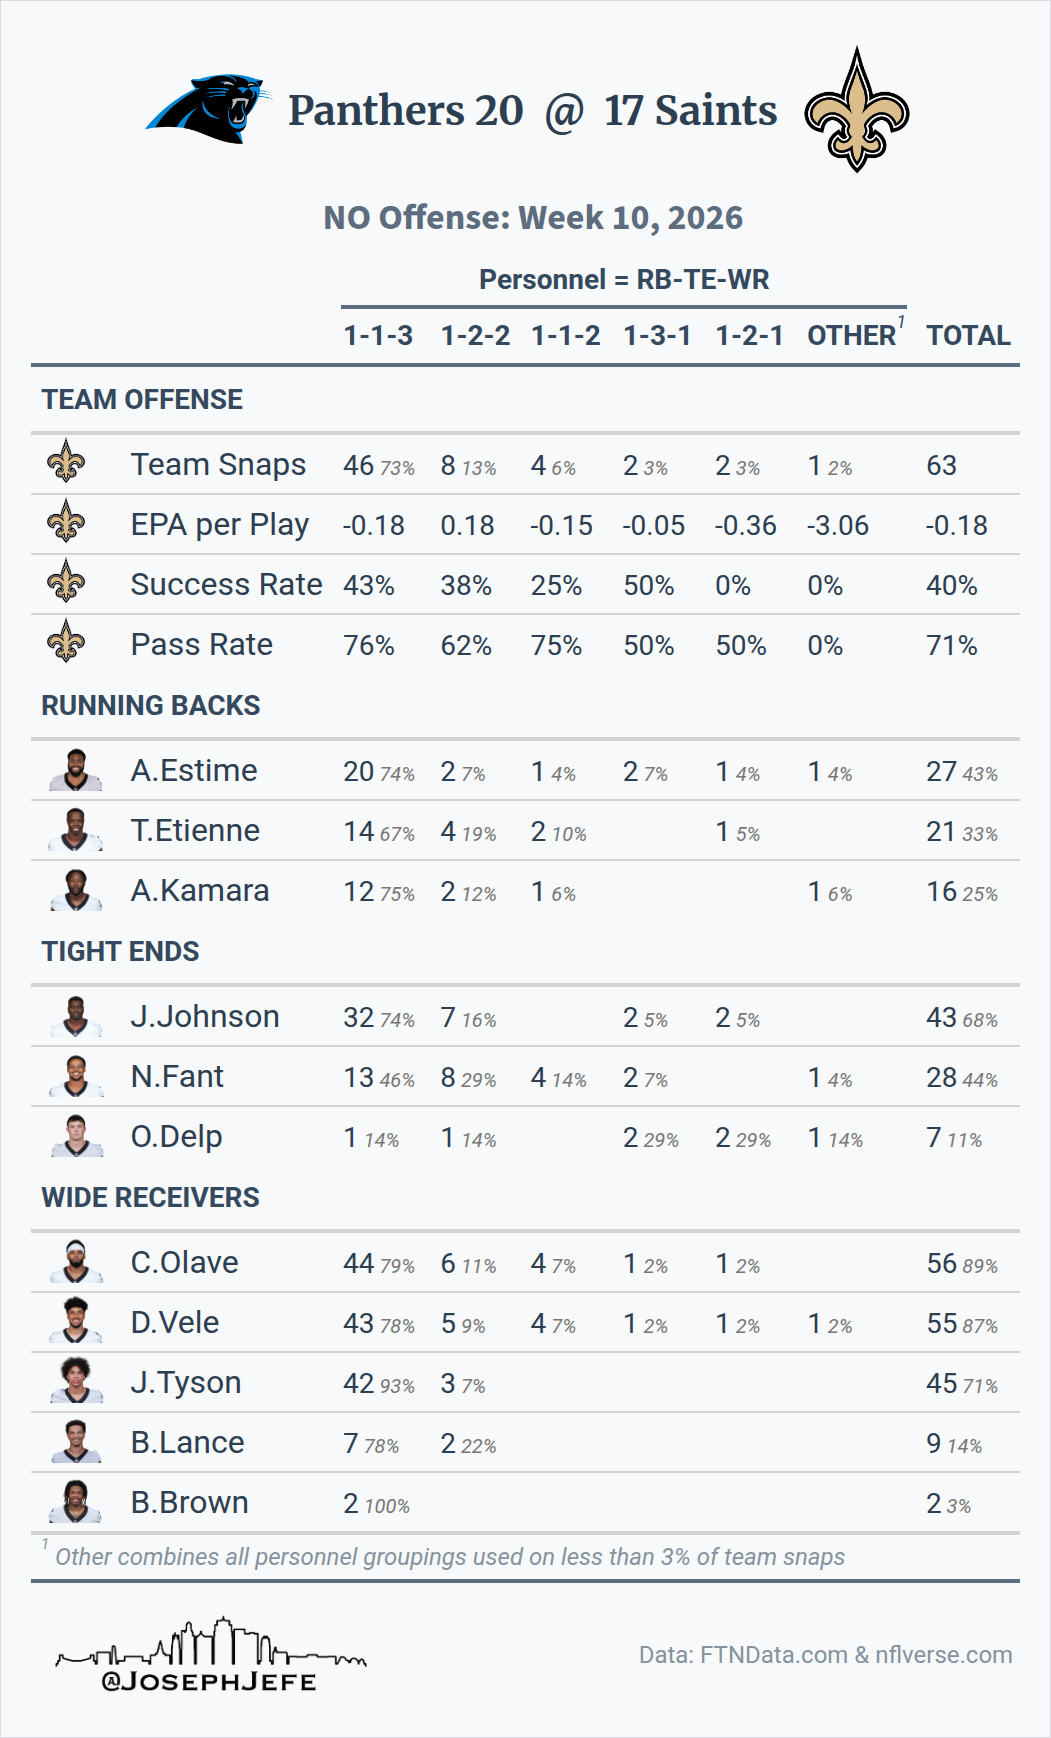 Panthers 20 @ 17 Saints
NO Offense: Week 10, 2026
Personnel = RB-TE-WR
1-1-3 1-2-2 1-1-2 1-3-1 1-2-1 OTHER1 TOTAL
TEAM OFFENSE
Team Snaps 46 73% 8 13% 4 6% 2 3% 2 3% 1 2% 63
EPA per Play -0.18 0.18 -0.15 -0.05 -0.36 -3.06 -0.18
Success Rate 43% 38% 25% 50% 0% 0% 40%
Pass Rate 76% 62% 75% 50% 50% 0% 71%
RUNNING BACKS
A.Estime 20 74% 2 7% 1 4% 2 7% 1 4% 1 4% 27 43%
T.Etienne 14 67% 4 19% 2 10% 1 5% 21 33%
A.Kamara 12 75% 2 12% 1 6% 1 6% 16 25%
TIGHT ENDS
J.Johnson 32 74% 7 16% 2 5% 2 5% 43 68%
N.Fant 13 46% 8 29% 4 14% 2 7% 1 4% 28 44%
O.Delp 1 14% 1 14% 2 29% 2 29% 1 14% 7 11%
WIDE RECEIVERS
C.Olave 44 79% 6 11% 4 7% 1 2% 1 2% 56 89%
D.Vele 43 78% 5 9% 4 7% 1 2% 1 2% 1 2% 55 87%
J.Tyson 42 93% 3 7% 45 71%
B.Lance 7 78% 2 22% 9 14%
B.Brown 2 100% 2 3%
1 Other combines all personnel groupings used on less than 3% of team snaps
@JOSEPHJEFE
Data: FTNData.com & nflverse.com